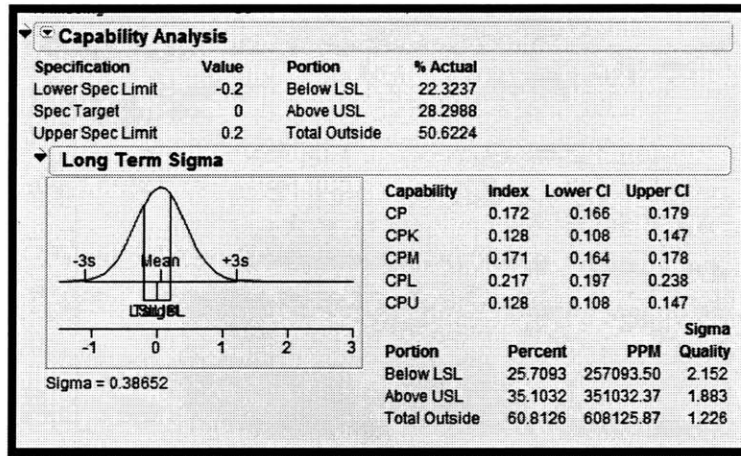 Capability Analysis
Specification Value Portion % Actual
Lower Spec Limit -0.2 Below LSL 22.3237
Spec Target 0 Above USL 28.2988
Upper Spec Limit 0.2 Total Outside 50.6224
Long Term Sigma
-3s Mean +3s
-1 0 1 2 3
Sigma = 0.38652
Capability Index Lower CI Upper CI
CP 0.172 0.166 0.179
CPK 0.128 0.108 0.147
CPM 0.171 0.164 0.178
CPL 0.217 0.197 0.238
CPU 0.128 0.108 0.147
Sigma
Portion Percent PPM Quality
Below LSL 25.7093 257093.50 2.152
Above USL 35.1032 351032.37 1.883
Total Outside 60.8126 608125.87 1.226